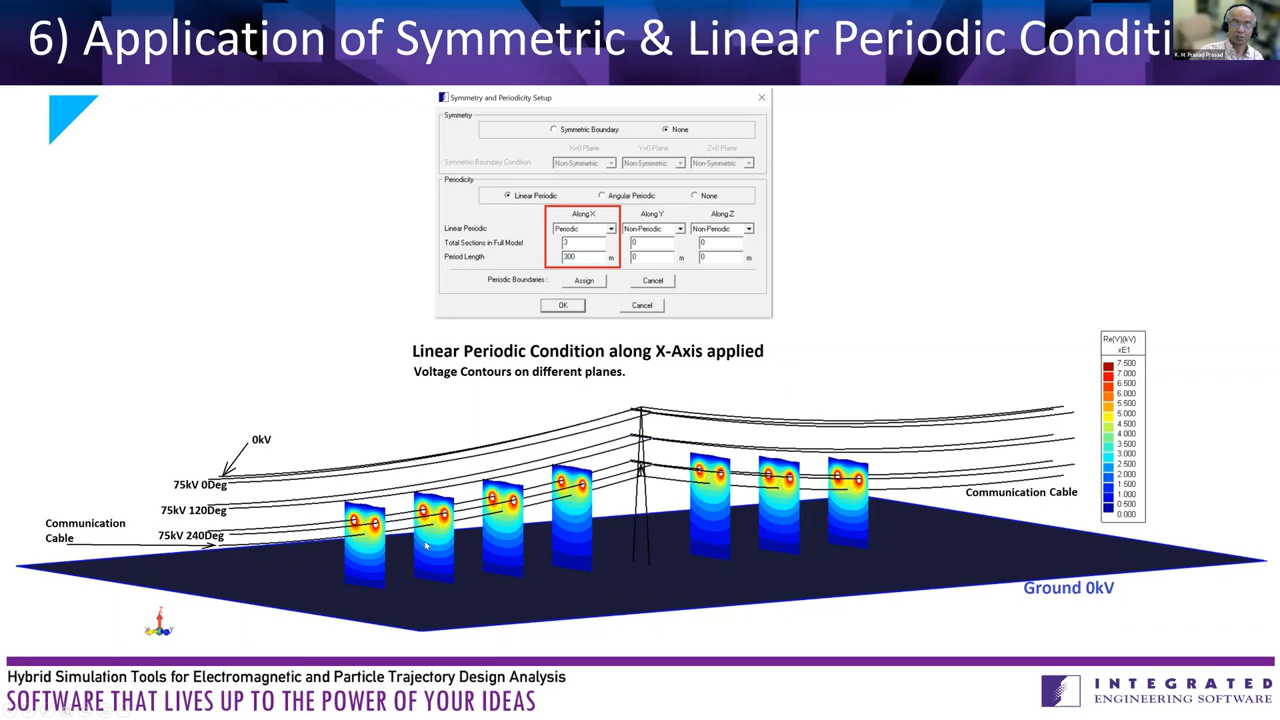 6) Application of Symmetric & Linear Periodic Conditi
K. M. Prasad Prasad
Symmetry and Periodicity Setup
Symmetry
Symmetric Boundary
None
X=0 Plane
Y=0 Plane
Z=0 Plane
Symmetric Boundary Condition
Non-Symmetric
Non-Symmetric
Non-Symmetric
Periodicity
Linear Periodic
Angular Periodic
None
Along X
Along Y
Along Z
Linear Periodic
Periodic
Non-Periodic
Non-Periodic
Total Sections in Full Model
3
0
0
Period Length
300 m
0 m
0 m
Periodic Boundaries :
Assign
Cancel
OK
Cancel
Linear Periodic Condition along X-Axis applied
Voltage Contours on different planes.
Re(V)(kV)
xE1
7.500
7.000
6.500
6.000
5.500
5.000
4.500
4.000
3.500
3.000
2.500
2.000
1.500
1.000
0.500
0.000
0kV
75kV 0Deg
75kV 120Deg
75kV 240Deg
Communication
Cable
Communication Cable
Ground 0kV
Z
X
Y
Hybrid Simulation Tools for Electromagnetic and Particle Trajectory Design Analysis
SOFTWARE THAT LIVES UP TO THE POWER OF YOUR IDEAS
INTEGRATED
ENGINEERING SOFTWARE